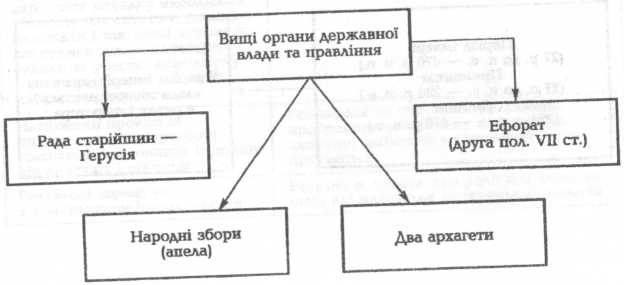 Вищі органи державної
влади та правління
Рада старійшин —
Герусія
Ефорат
(друга пол. VII ст.)
Народні збори
(апела)
Два архагети